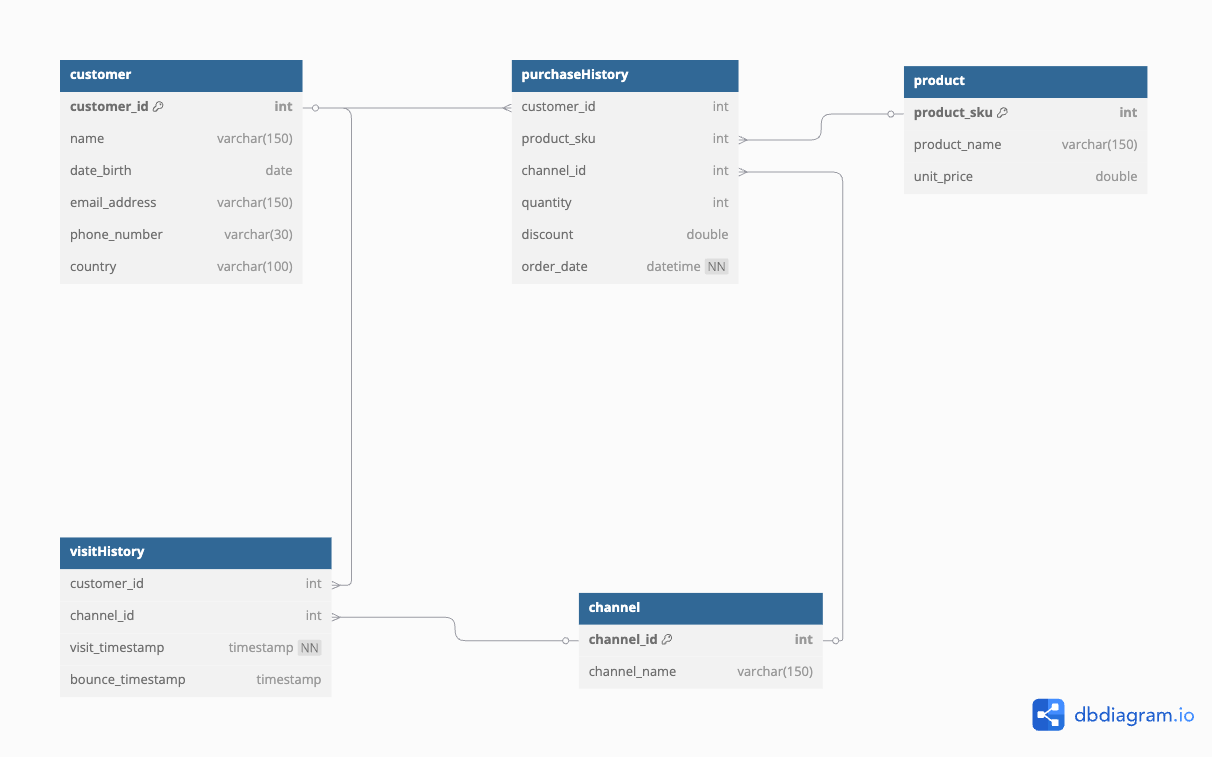 customer
customer_id int
name varchar(150)
date_birth date
email_address varchar(150)
phone_number varchar(30)
country varchar(100)
purchaseHistory
customer_id int
product_sku int
channel_id int
quantity int
discount double
order_date datetime NN
product
product_sku int
product_name varchar(150)
unit_price double
visitHistory
customer_id int
channel_id int
visit_timestamp timestamp NN
bounce_timestamp timestamp
channel
channel_id int
channel_name varchar(150)
dbdiagram.io